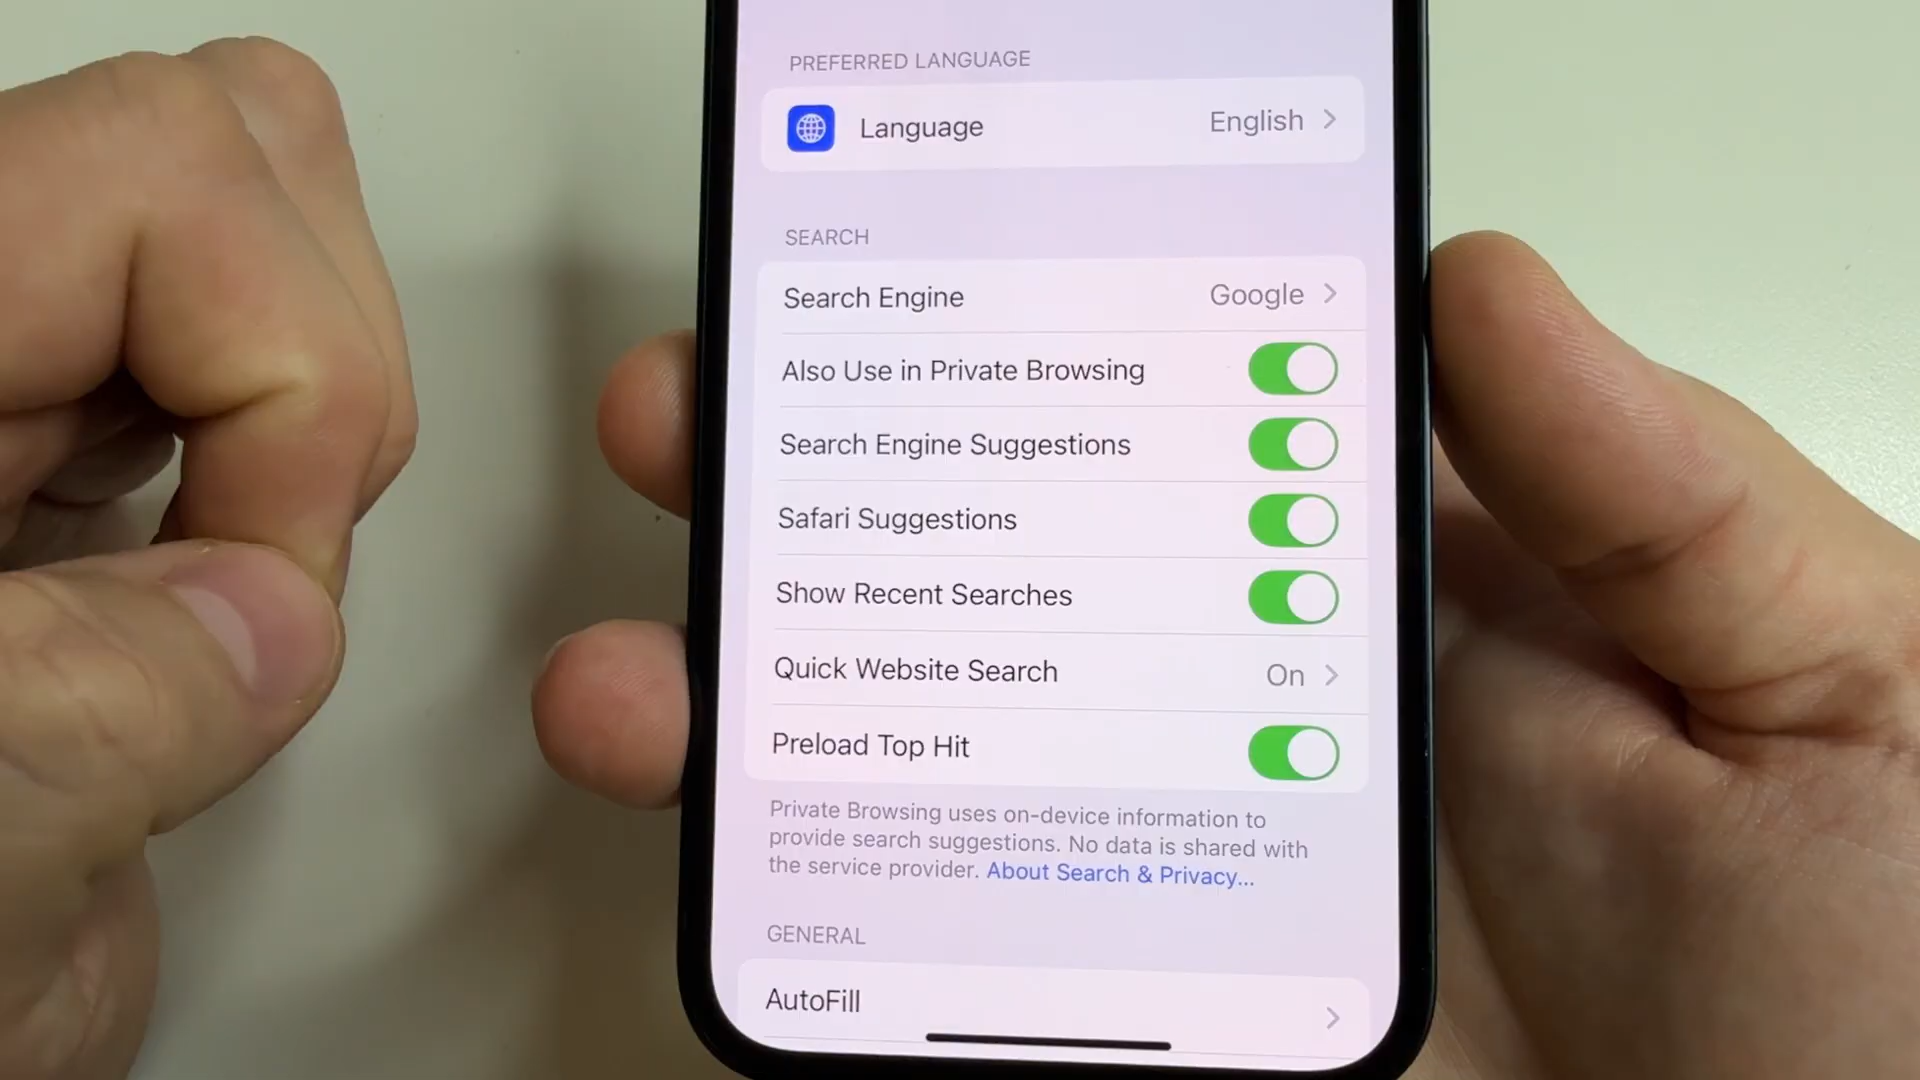 PREFERRED LANGUAGE
Language English
SEARCH
Search Engine Google
Also Use in Private Browsing
Search Engine Suggestions
Safari Suggestions
Show Recent Searches
Quick Website Search On
Preload Top Hit
Private Browsing uses on-device information to
provide search suggestions. No data is shared with
the service provider. About Search & Privacy...
GENERAL
AutoFill